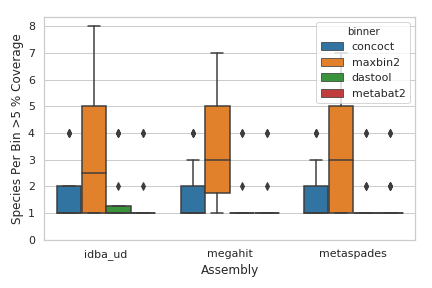 binner
concoct
maxbin2
dastool
metabat2
Species Per Bin >5 % Coverage
8
7
6
5
4
3
2
1
0
idba_ud megahit metaspades
Assembly